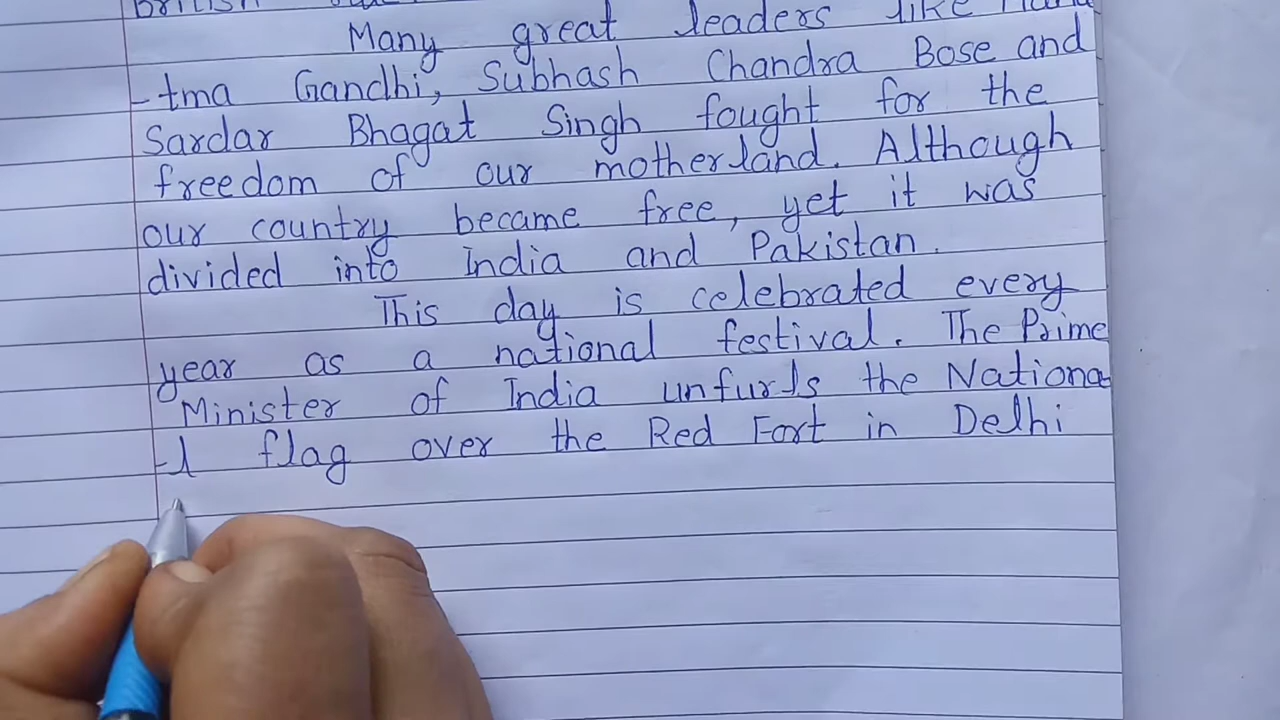 british
Many great leaders like Maha
-tma Gandhi, Subhash Chandra Bose and
Sardar Bhagat Singh fought for the
freedom of our motherland. Although
our country became free, yet it was
divided into India and Pakistan.
This day is celebrated every
year as a national festival. The Prime
Minister of India unfurls the Nationa
-l flag over the Red Fort in Delhi